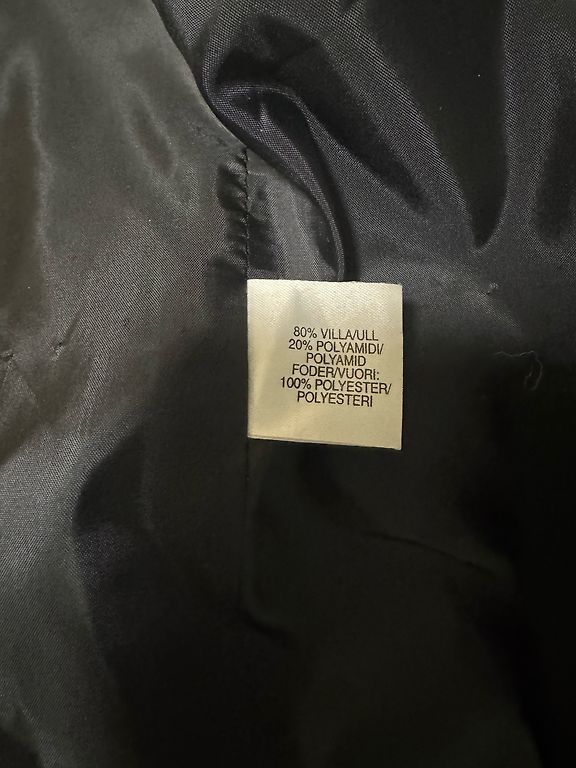 80% VILLA/ULL
20% POLYAMIDI/
POLYAMID
FODER/VUORI:
100% POLYESTER/
POLYESTERI